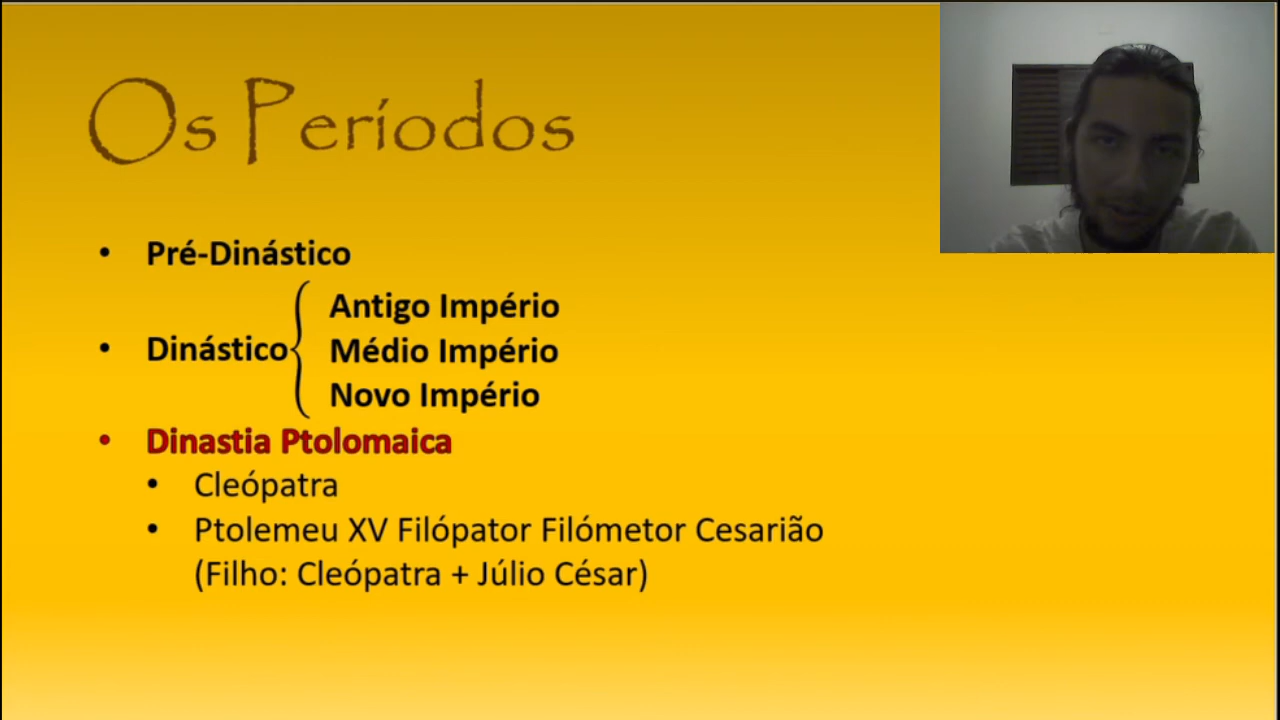 Os Períodos
• Pré-Dinástico
Antigo Império
• Dinástico
Médio Império
Novo Império
• Dinastia Ptolomaica
• Cleópatra
• Ptolemeu XV Filópator Filómetor Cesarião
(Filho: Cleópatra + Júlio César)